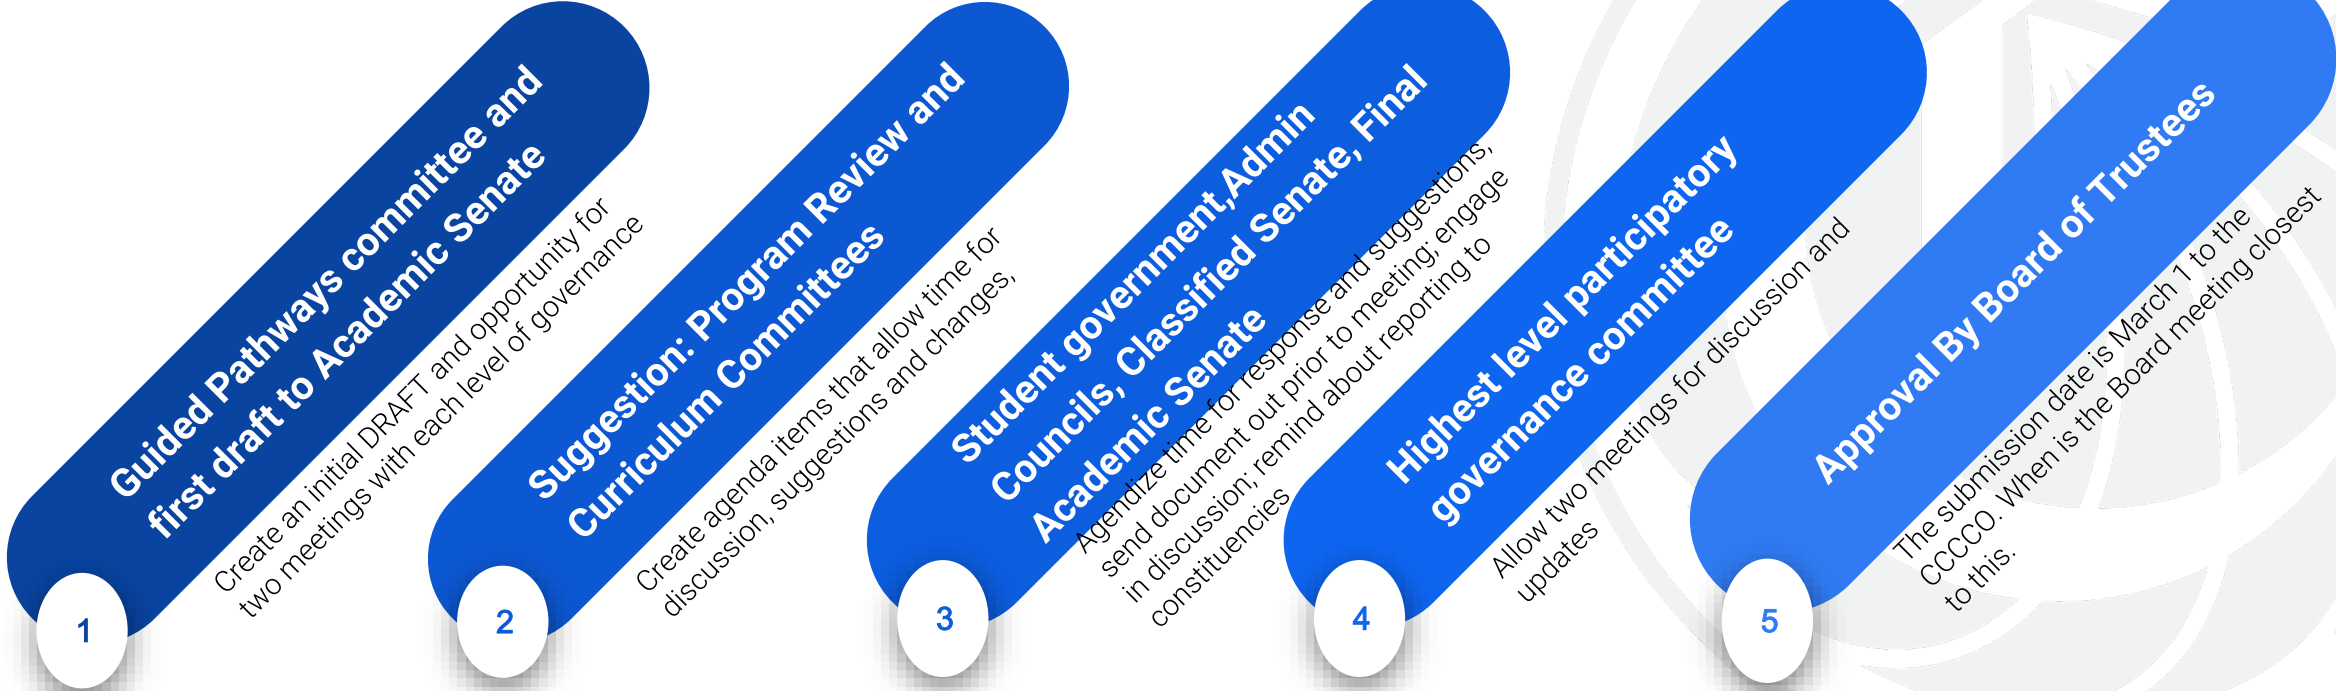 Guided Pathways committee and
first draft to Academic Senate
Create an initial DRAFT and opportunity for
two meetings with each level of governance
1
Suggestion: Program Review and
Curriculum Committees
Create agenda items that allow time for
discussion, suggestions and changes,
2
Student government,Admin
Councils, Classified Senate, Final
Academic Senate
Agendize time for response and suggestions,
send document out prior to meeting; engage
in discussion; remind about reporting to
constituencies
3
Highest level participatory
governance committee
Allow two meetings for discussion and
updates
4
Approval By Board of Trustees
The submission date is March 1 to the
CCCCO. When is the Board meeting closest
to this.
5